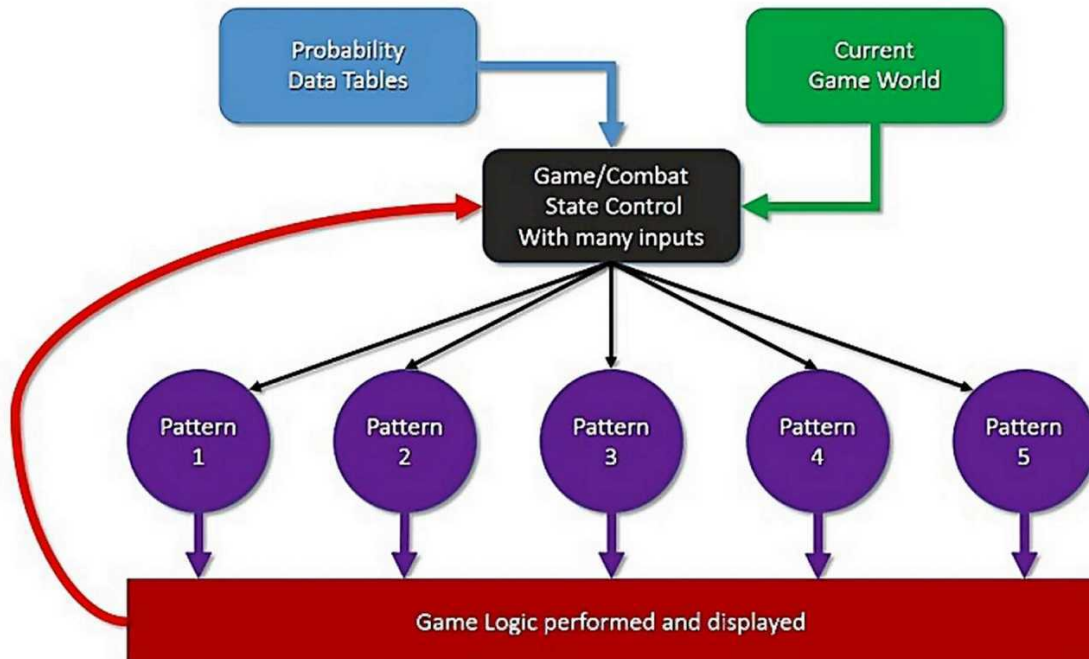 Probability
Data Tables
Current
Game World
Game/Combat
State Control
With many inputs
Pattern
1
Pattern
2
Pattern
3
Pattern
4
Pattern
5
Game Logic performed and displayed